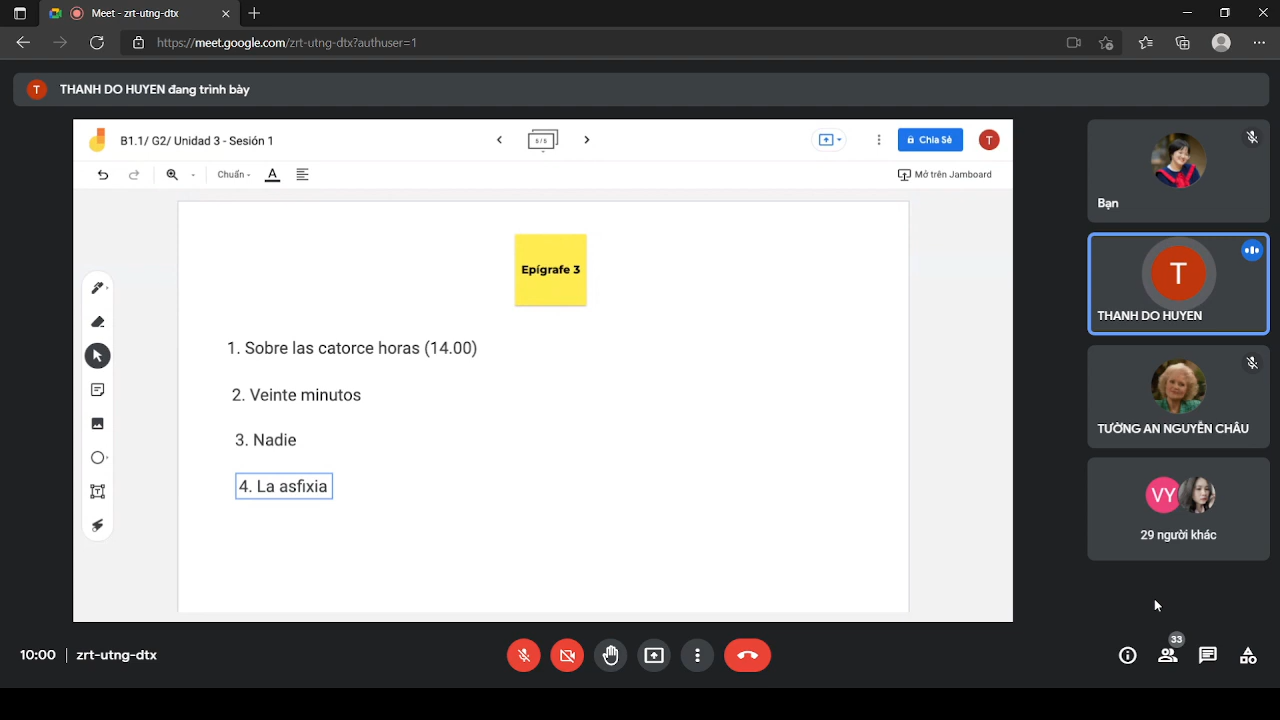 Meet - zrt-utng-dtx
https://meet.google.com/zrt-utng-dtx?authuser=1
T THANH DO HUYEN đang trình bày
B1.1/ G2/ Unidad 3 - Sesión 1
Chia Sẻ
T
Chuẩn
A
Mở trên Jamboard
Epígrafe 3
1. Sobre las catorce horas (14.00)
2. Veinte minutos
3. Nadie
4. La asfixia
Bạn
T
THANH DO HUYEN
TƯỜNG AN NGUYỄN CHÂU
VY
29 người khác
10:00 | zrt-utng-dtx
33